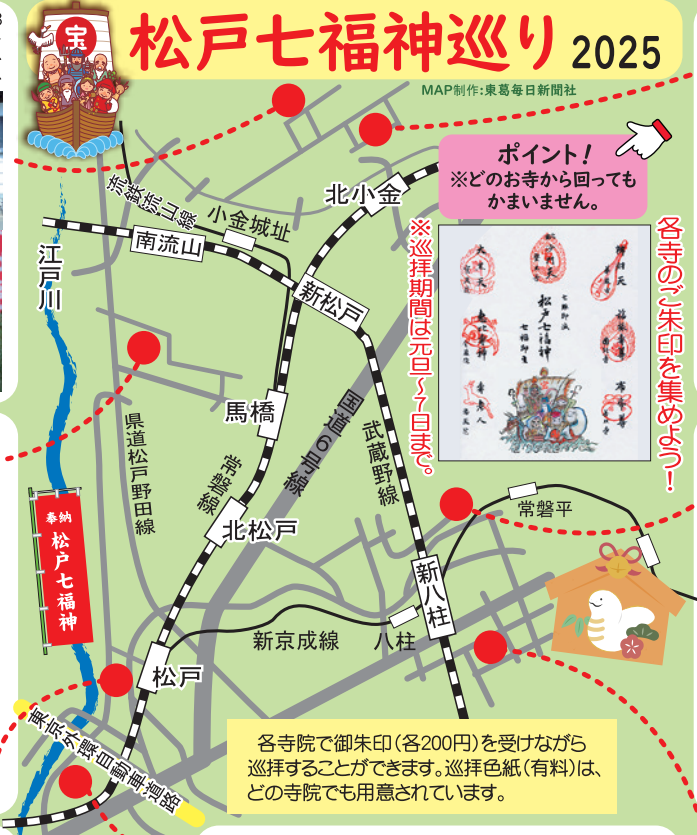 宝
松戸七福神巡り 2025
MAP制作:東葛毎日新聞社
ポイント!
※どのお寺から回っても
かまいません。
北小金
流鉄流山線
小金城址
南流山
江戸川
新松戸
※巡拝期間は元旦〜7日まで。
各寺のご朱印を集めよう!
松戸七福神
馬橋
国道6号線
武蔵野線
県道松戸野田線
常磐線
北松戸
常磐平
奉納
松戸七福神
新八柱
新京成線
八柱
松戸
東京外環自動車道路
各寺院で御朱印(各200円)を受けながら
巡拝することができます。巡拝色紙(有料)は、
どの寺院でも用意されています。